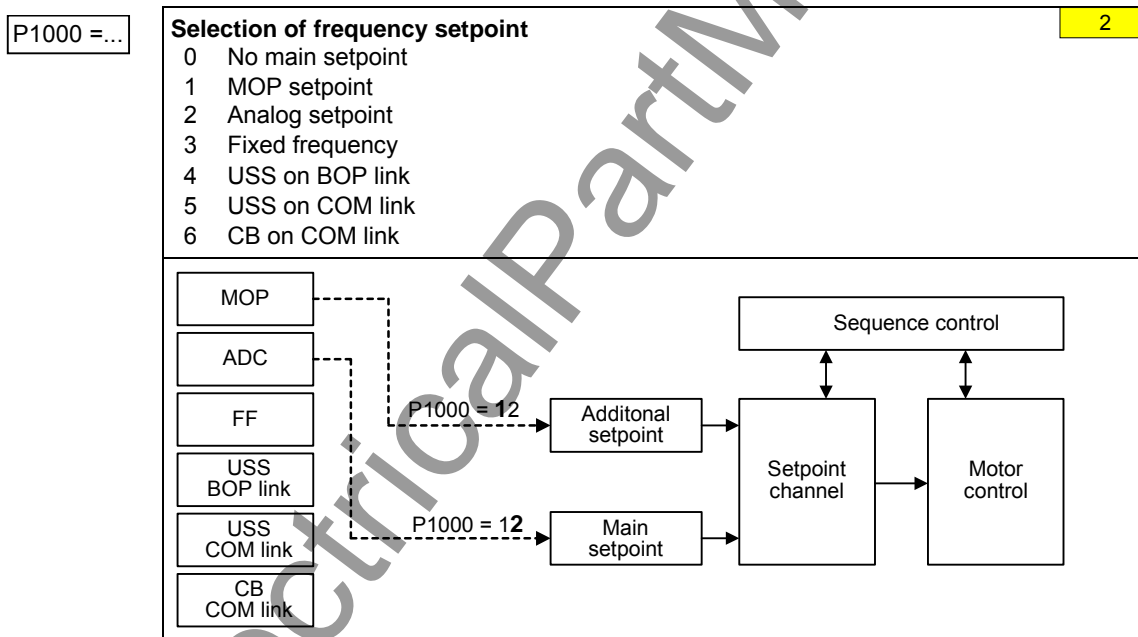 P1000 =...
Selection of frequency setpoint
2
0 No main setpoint
1 MOP setpoint
2 Analog setpoint
3 Fixed frequency
4 USS on BOP link
5 USS on COM link
6 CB on COM link
MOP
ADC
FF
USS
BOP link
USS
COM link
CB
COM link
P1000 = 12
P1000 = 12
Additonal
setpoint
Main
setpoint
Sequence control
Setpoint
channel
Motor
control